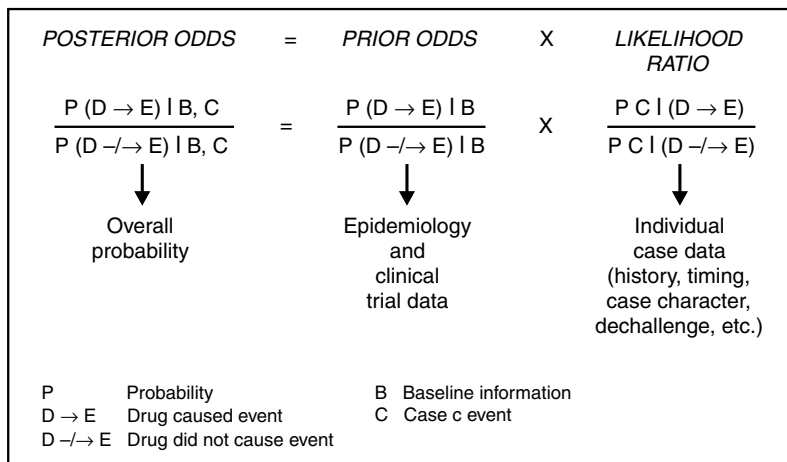 POSTERIOR ODDS = PRIOR ODDS X LIKELIHOOD
RATIO
P (D → E) I B, C = P (D → E) I B X P C I (D → E)
P (D –/→ E) I B, C P (D –/→ E) I B P C I (D –/→ E)
Overall
probability
Epidemiology
and
clinical
trial data
Individual
case data
(history, timing,
case character,
dechallenge, etc.)
P Probability
D → E Drug caused event
D –/→ E Drug did not cause event
B Baseline information
C Case c event